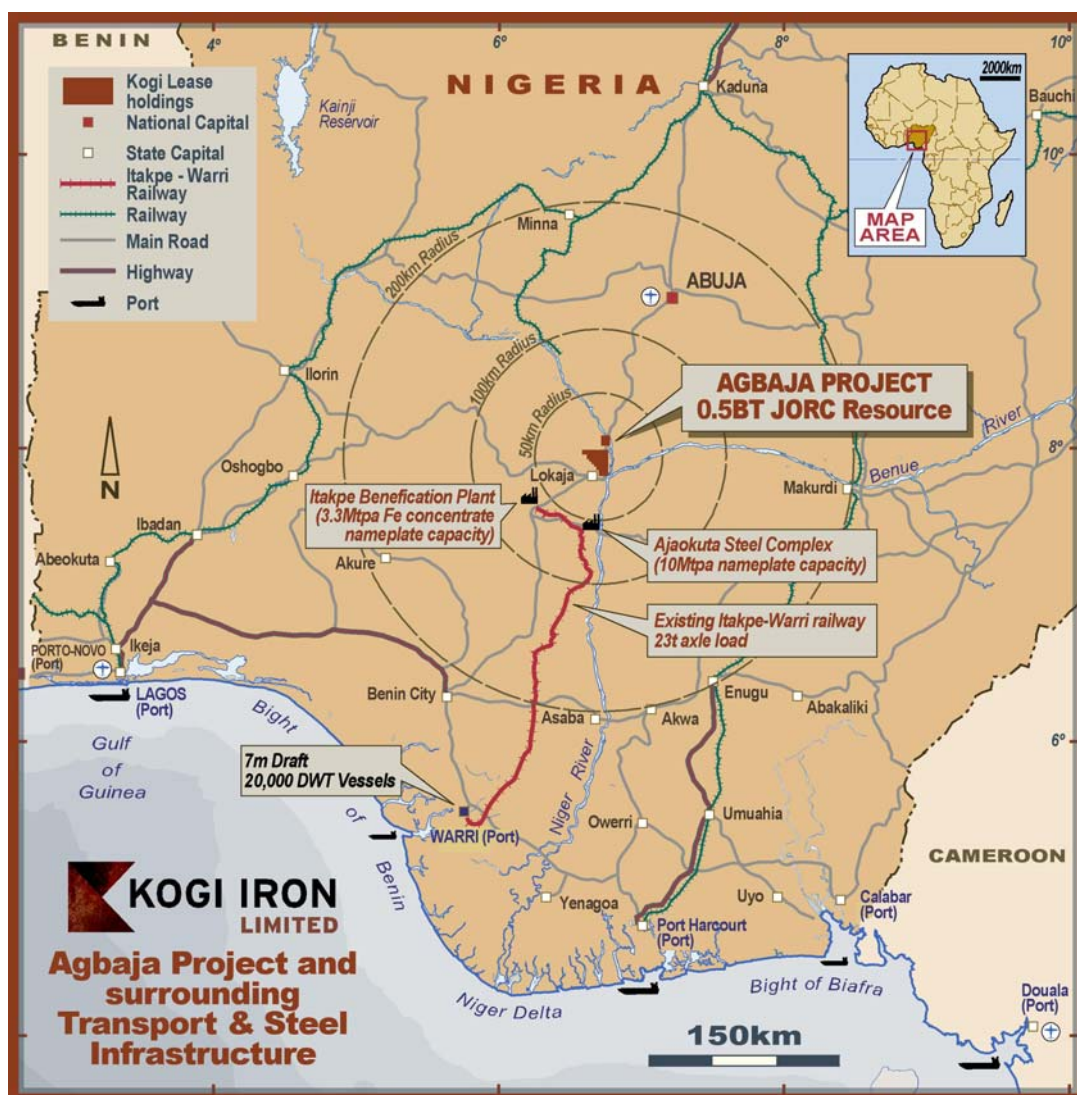 BENIN
4°
6°
8°
10°
NIGERIA
Kogi Lease
holdings
National Capital
State Capital
Itakpe - Warri
Railway
Railway
Main Road
Highway
Port
Kainji
Reservoir
Kaduna
2000km
Bauchi
10°
MAP
AREA
Minna
200km Radius
ABUJA
Ilorin
100km Radius
AGBAJA PROJECT
0.5BT JORC Resource
50km Radius
River
Benue
8°
N
Oshogbo
Lokaja
Makurdi
Itakpe Benefication Plant
(3.3Mtpa Fe concentrate
nameplate capacity)
Ibadan
Abeokuta
Akure
Ajaokuta Steel Complex
(10Mtpa nameplate capacity)
Existing Itakpe-Warri railway
23t axle load
PORTO-NOVO
(Port)
Ikeja
LAGOS
(Port)
Benin City
Enugu
Abakaliki
Asaba
Akwa
Bight
of
Benin
Gulf
of
Guinea
6°
7m Draft
20,000 DWT Vessels
Niger River
WARRI (Port)
Owerri
Umuahia
CAMEROON
KOGI IRON
LIMITED
Yenagoa
Uyo
Calabar
(Port)
Port Harcourt
(Port)
Agbaja Project and
surrounding
Transport & Steel
Infrastructure
Niger Delta
Bight of Biafra
Douala
(Port)
150km